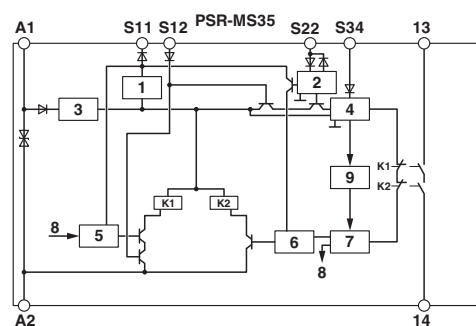 PSR-MS35
A1 S11 S12 S22 S34 13
1 2
3 4
K1
9
K2
K1 K2
8 5 6 7
8
A2 14